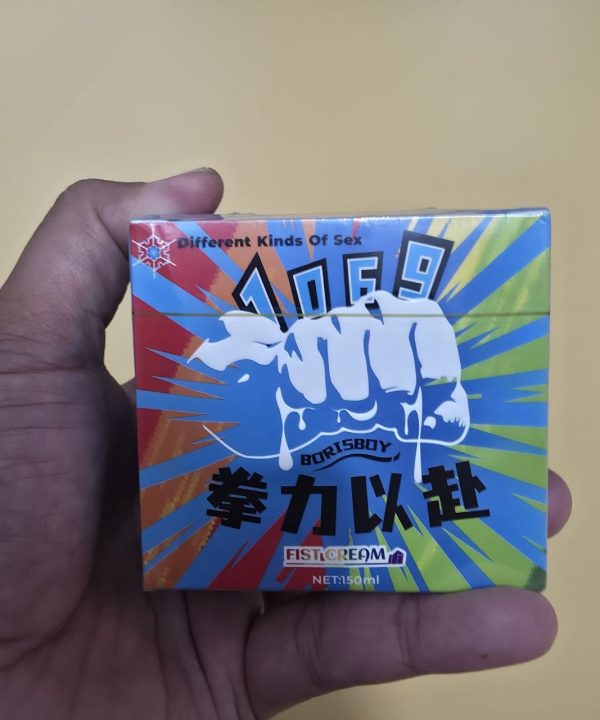 Different Kinds Of Sex
1069
BORISBOY
拳力以赴
FIST CREAM
NET:150ml